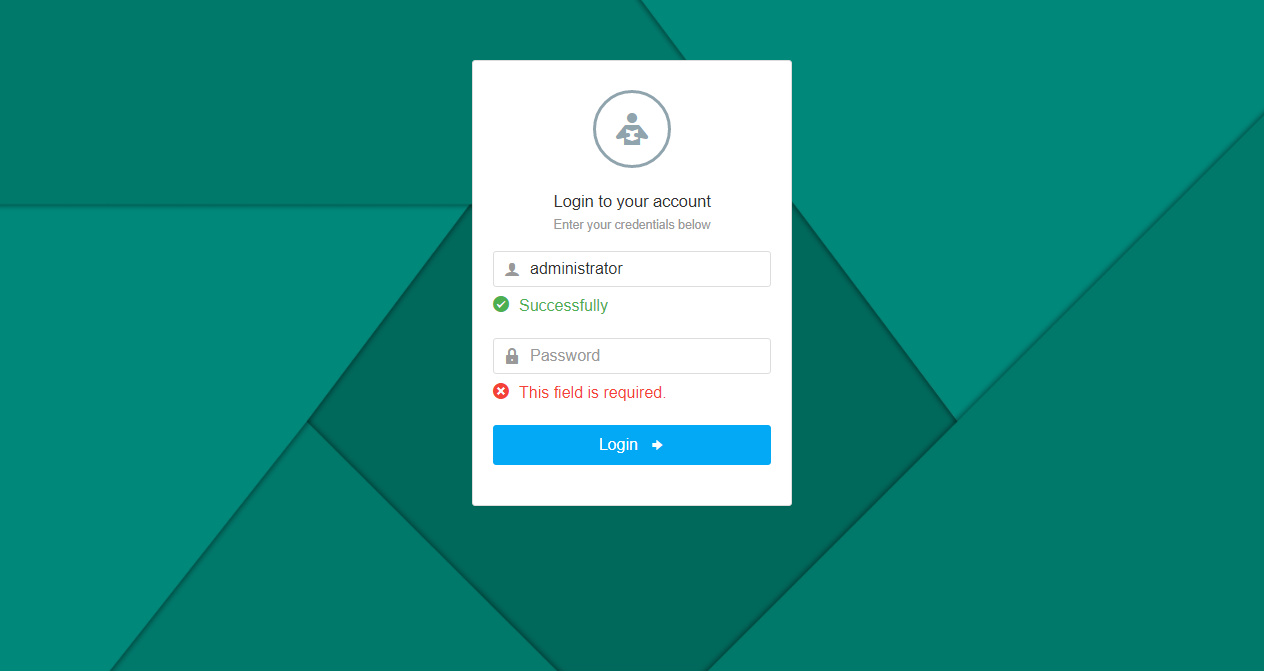 Login to your account
Enter your credentials below
administrator
Successfully
Password
This field is required.
Login